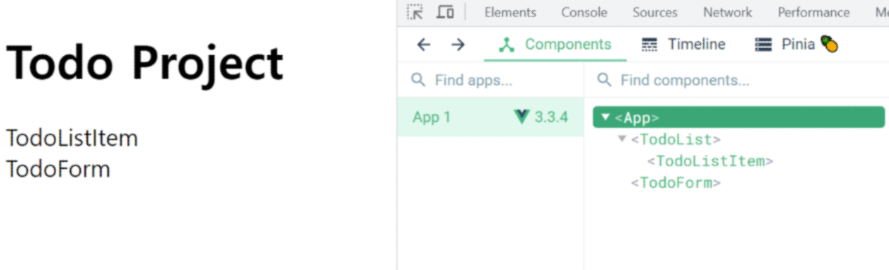 Todo Project
TodoListItem
TodoForm
Elements Console Sources Network Performance Me
Components Timeline Pinia 🍍
Find apps... Find components...
App 1 3.3.4
<App>
<TodoList>
<TodoListItem>
<TodoForm>